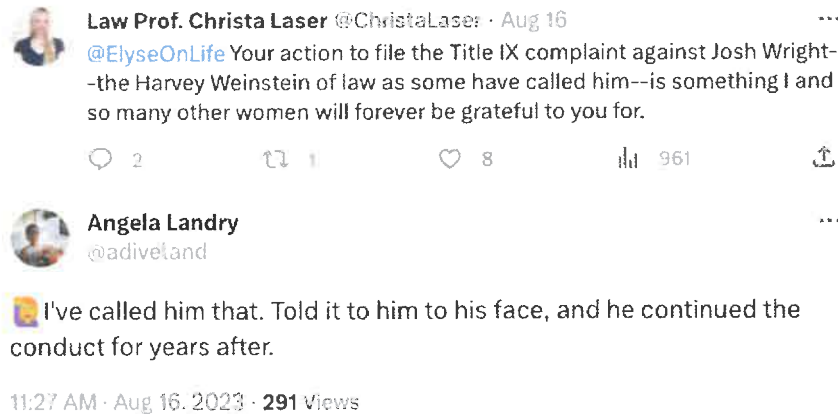 Law Prof. Christa Laser @ChristaLaser · Aug 16 ...
@ElyseOnLife Your action to file the Title IX complaint against Josh Wright-
-the Harvey Weinstein of law as some have called him--is something I and
so many other women will forever be grateful to you for.
2 1 8 961
Angela Landry ...
@adiveland
I've called him that. Told it to him to his face, and he continued the
conduct for years after.
11:27 AM · Aug 16. 2023 · 291 Views